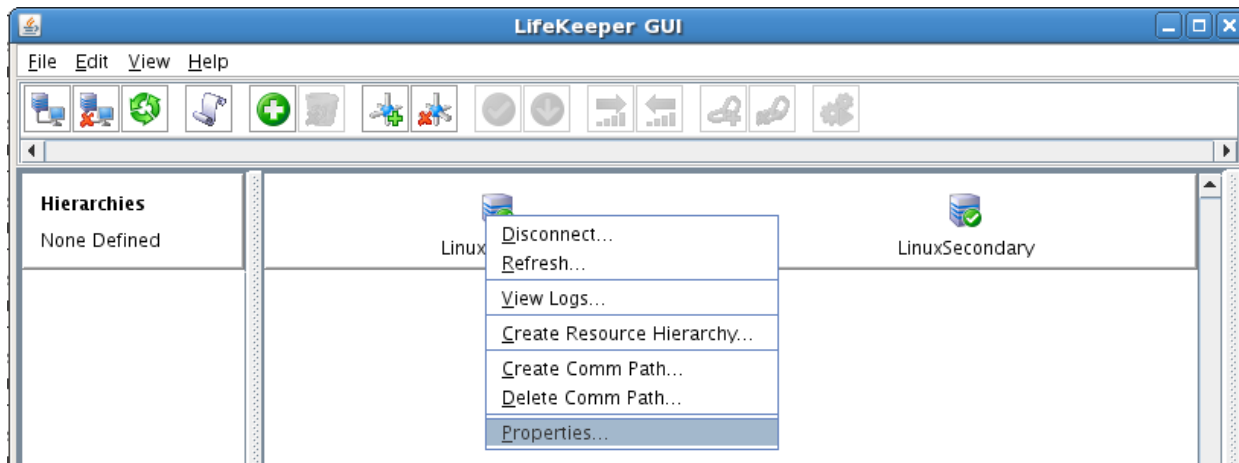 LifeKeeper GUI
File Edit View Help
Hierarchies
None Defined
Linux
LinuxSecondary
Disconnect...
Refresh...
View Logs...
Create Resource Hierarchy...
Create Comm Path...
Delete Comm Path...
Properties...